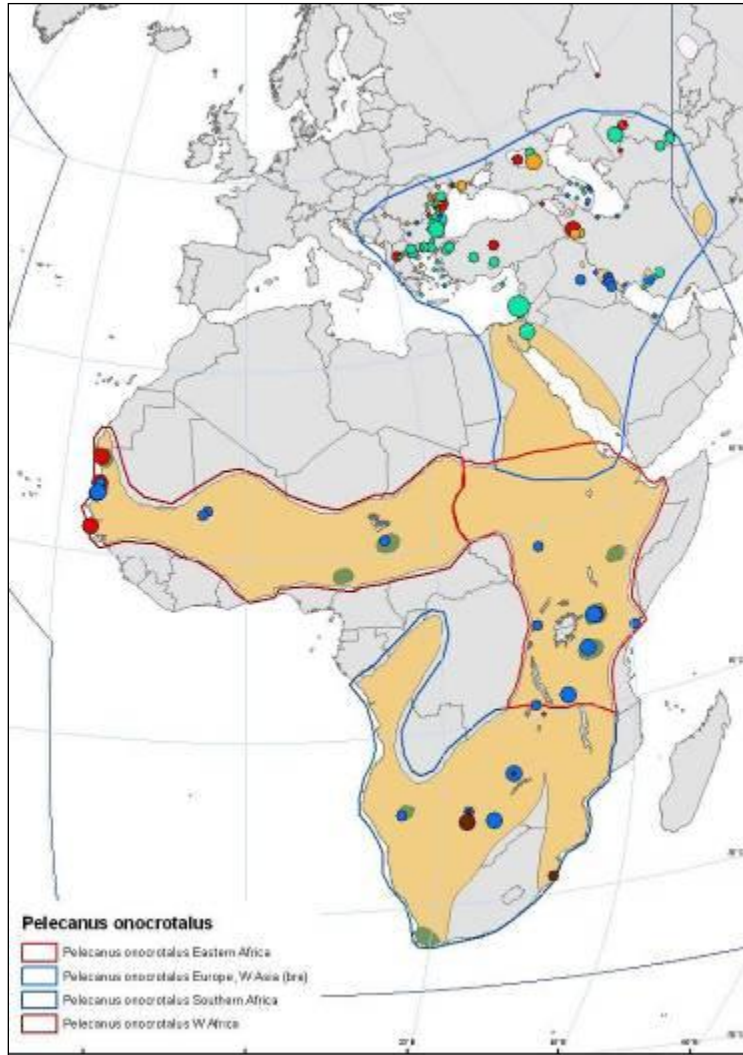 Pelecanus onocrotalus
Pelecanus onocrotalus Eastern Africa
Pelecanus onocrotalus Europe, W Asia (bre)
Pelecanus onocrotalus Southern Africa
Pelecanus onocrotalus W Africa